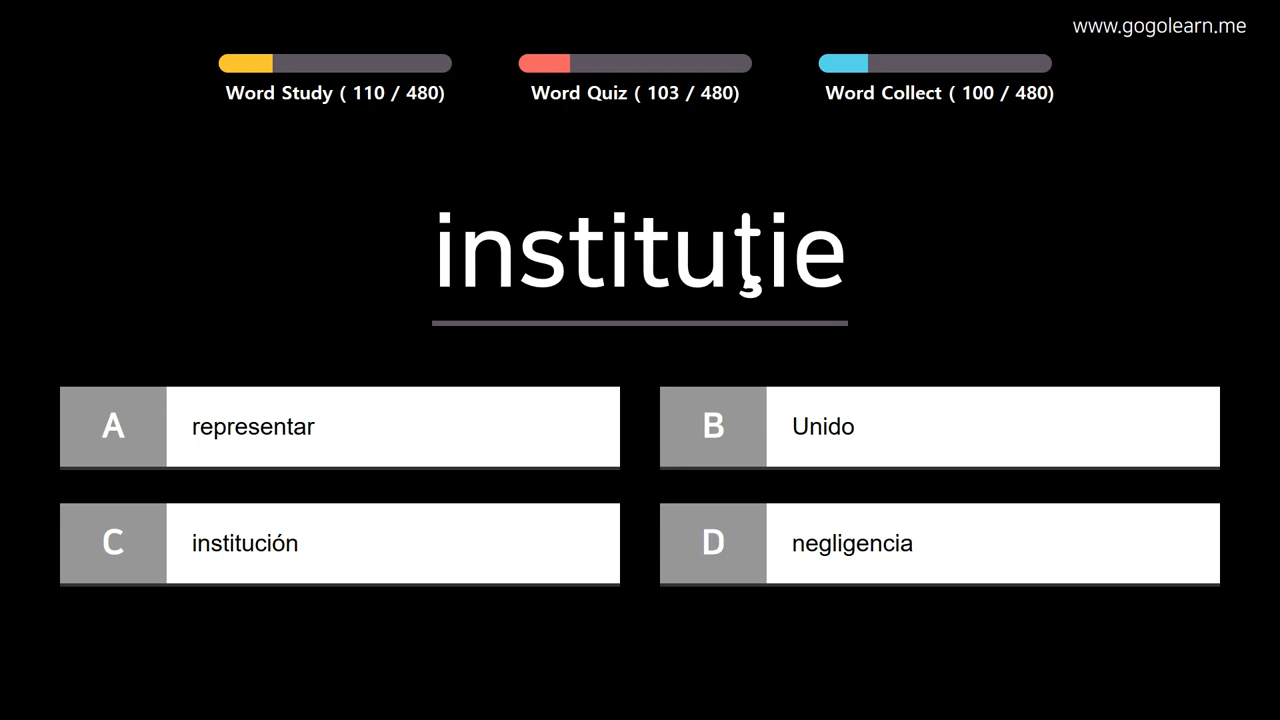 www.gogolearn.me
Word Study ( 110 / 480)
Word Quiz ( 103 / 480)
Word Collect ( 100 / 480)
instituţie
A representar
B Unido
C institución
D negligencia